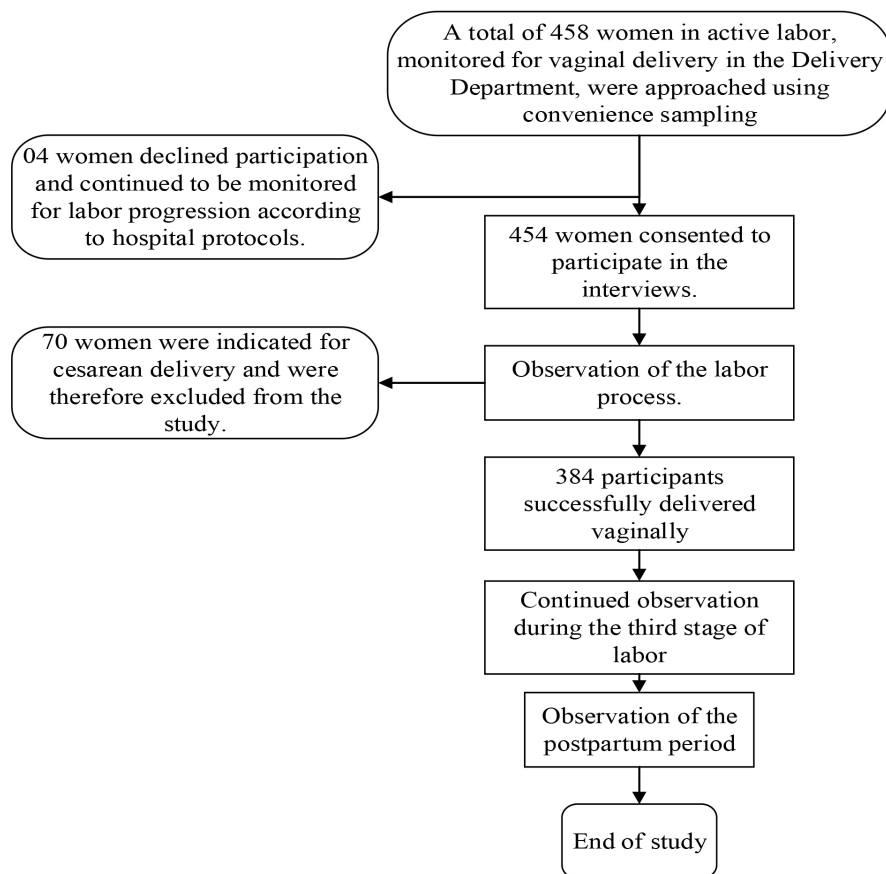 A total of 458 women in active labor,
monitored for vaginal delivery in the Delivery
Department, were approached using
convenience sampling
04 women declined participation
and continued to be monitored
for labor progression according
to hospital protocols.
454 women consented to
participate in the
interviews.
70 women were indicated for
cesarean delivery and were
therefore excluded from the
study.
Observation of the labor
process.
384 participants
successfully delivered
vaginally
Continued observation
during the third stage of
labor
Observation of the
postpartum period
End of study